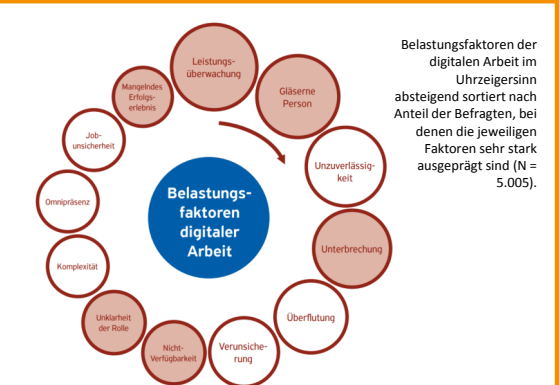 Leistungs-
überwachung
Gläserne
Person
Unzuverlässig-
keit
Unterbrechung
Überflutung
Verunsiche-
rung
Nicht-
Verfügbarkeit
Unklarheit
der Rolle
Komplexität
Omnipräsenz
Job-
unsicherheit
Mangelndes
Erfolgs-
erlebnis
Belastungs-
faktoren
digitaler
Arbeit
Belastungsfaktoren der
digitalen Arbeit im
Uhrzeigersinn
absteigend sortiert nach
Anteil der Befragten, bei
denen die jeweiligen
Faktoren sehr stark
ausgeprägt sind (N =
5.005).